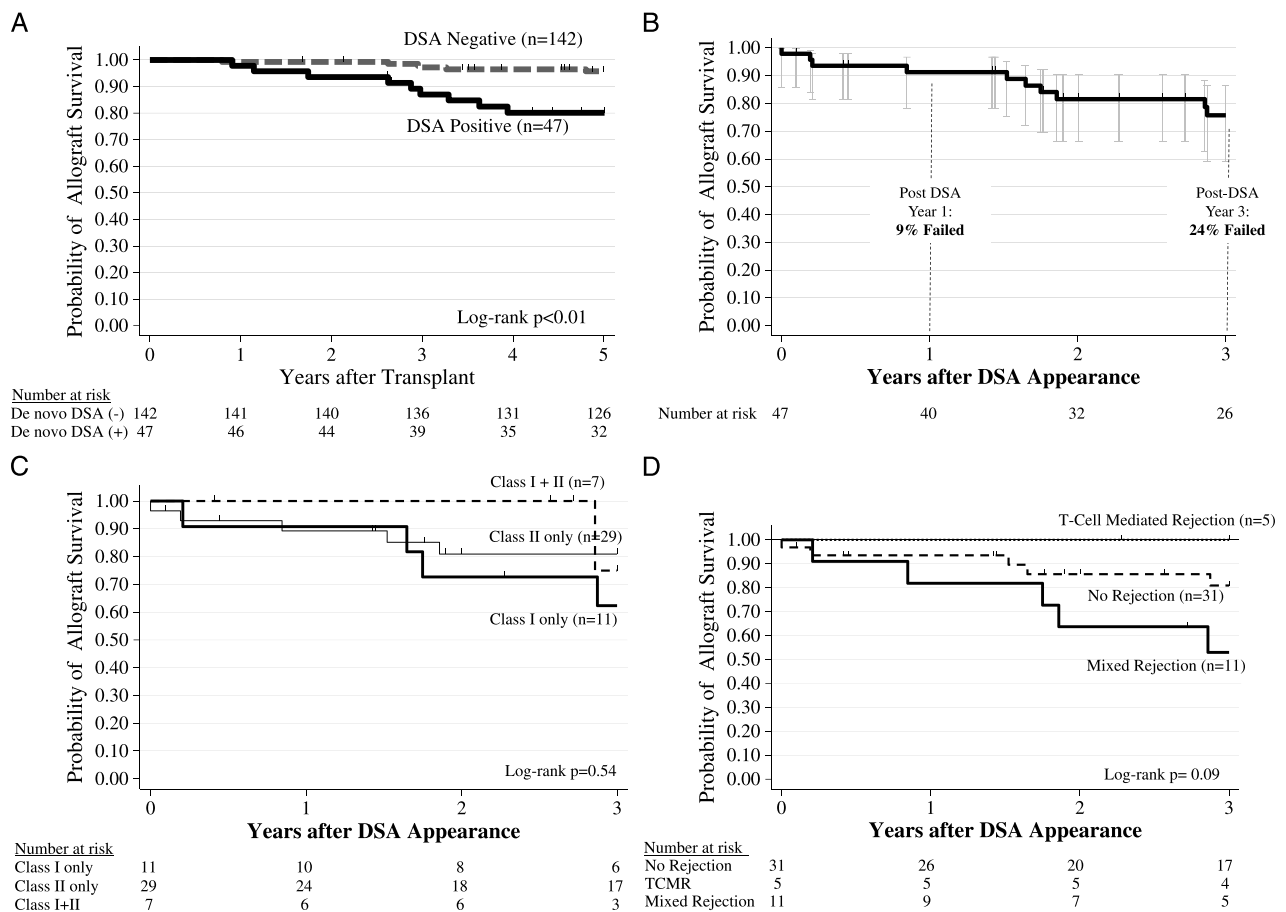 A
Probability of Allograft Survival
1.00
0.90
0.80
0.70
0.60
0.50
0.40
0.30
0.20
0.10
0.00
DSA Negative (n=142)
DSA Positive (n=47)
Log-rank p<0.01
0 1 2 3 4 5
Years after Transplant
Number at risk
De novo DSA (-) 142 141 140 136 131 126
De novo DSA (+) 47 46 44 39 35 32
B
Probability of Allograft Survival
1.00
0.90
0.80
0.70
0.60
0.50
0.40
0.30
0.20
0.10
0.00
Post DSA
Year 1:
9% Failed
Post-DSA
Year 3:
24% Failed
0 1 2 3
Years after DSA Appearance
Number at risk 47 40 32 26
C
Probability of Allograft Survival
1.00
0.90
0.80
0.70
0.60
0.50
0.40
0.30
0.20
0.10
0.00
Class I + II (n=7)
Class II only (n=29)
Class I only (n=11)
Log-rank p=0.54
0 1 2 3
Years after DSA Appearance
Number at risk
Class I only 11 10 8 6
Class II only 29 24 18 17
Class I+II 7 6 6 3
D
Probability of Allograft Survival
1.00
0.90
0.80
0.70
0.60
0.50
0.40
0.30
0.20
0.10
0.00
T-Cell Mediated Rejection (n=5)
No Rejection (n=31)
Mixed Rejection (n=11)
Log-rank p= 0.09
0 1 2 3
Years after DSA Appearance
Number at risk
No Rejection 31 26 20 17
TCMR 5 5 5 4
Mixed Rejection 11 9 7 5